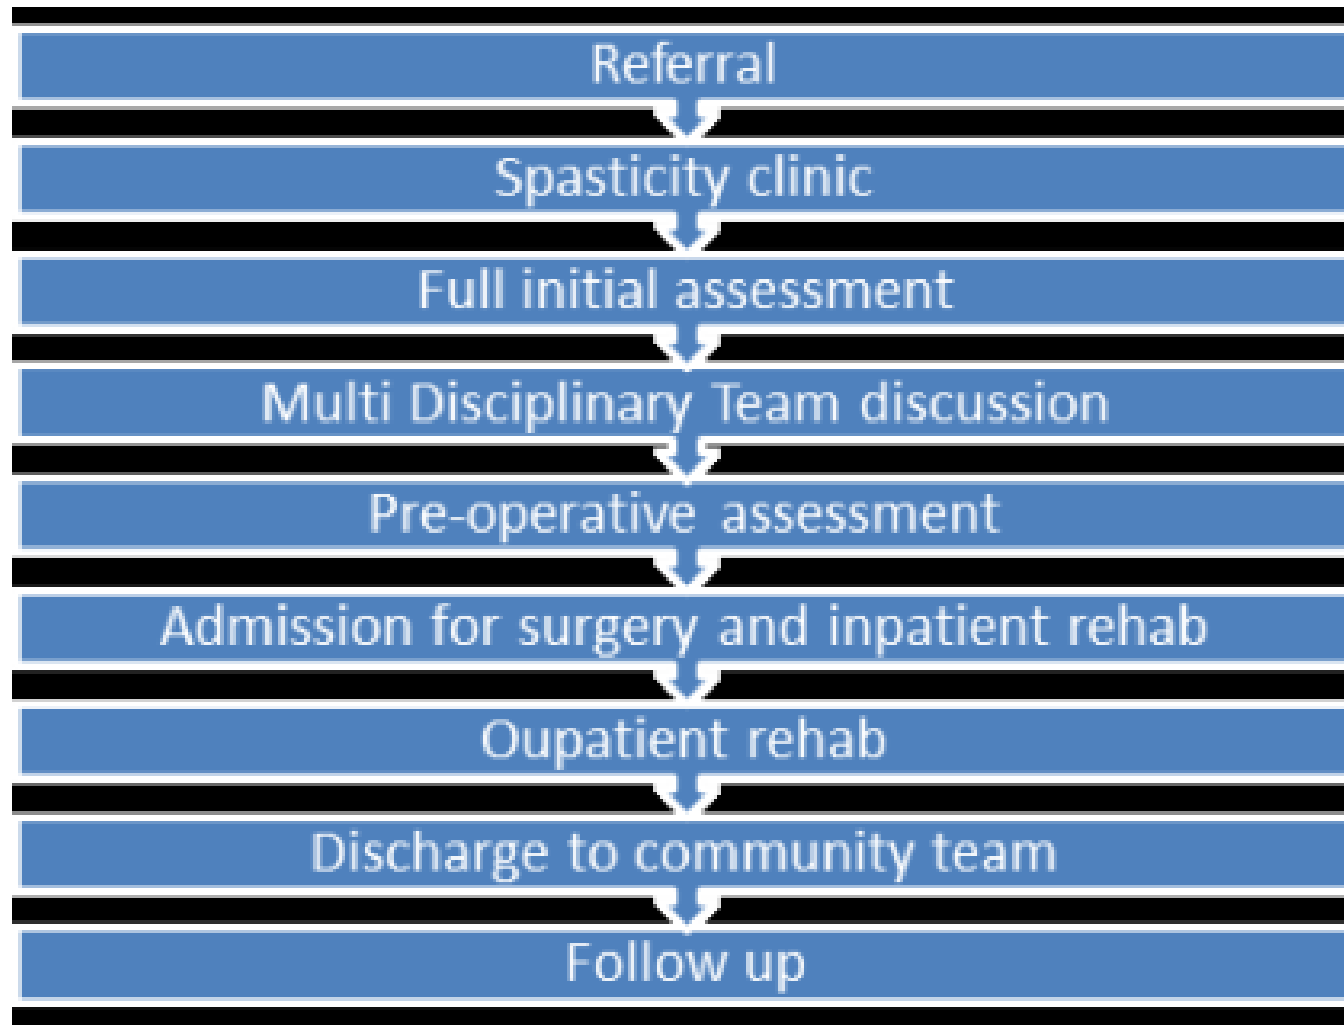 Referral
Spasticity clinic
Full initial assessment
Multi Disciplinary Team discussion
Pre-operative assessment
Admission for surgery and inpatient rehab
Oupatient rehab
Discharge to community team
Follow up